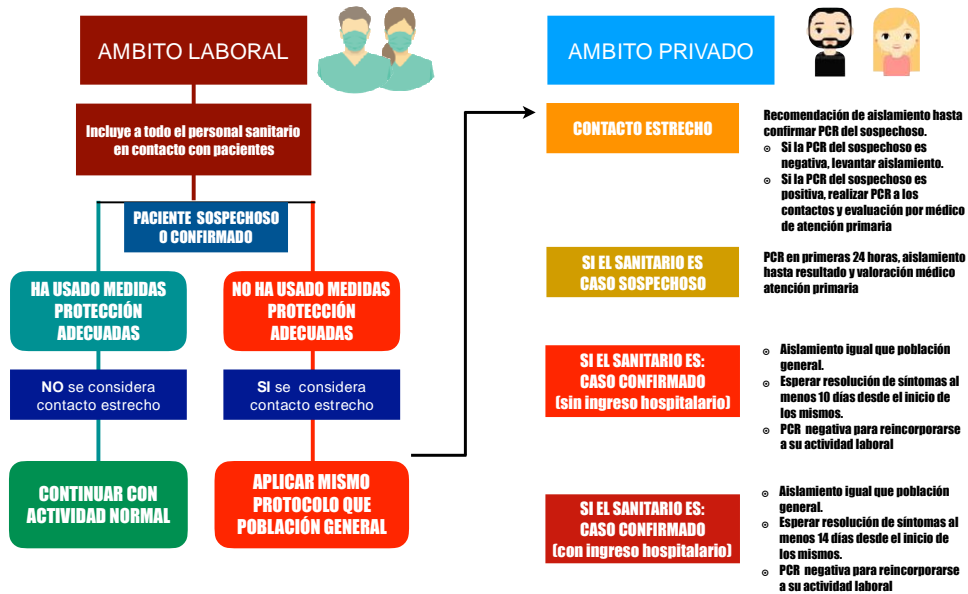 AMBITO LABORAL
Incluye a todo el personal sanitario
en contacto con pacientes
PACIENTE SOSPECHOSO
O CONFIRMADO
HA USADO MEDIDAS
PROTECCIÓN
ADECUADAS
NO HA USADO MEDIDAS
PROTECCIÓN
ADECUADAS
NO se considera
contacto estrecho
SI se considera
contacto estrecho
CONTINUAR CON
ACTIVIDAD NORMAL
APLICAR MISMO
PROTOCOLO QUE
POBLACIÓN GENERAL
AMBITO PRIVADO
CONTACTO ESTRECHO
Recomendación de aislamiento hasta
confirmar PCR del sospechoso.
Si la PCR del sospechoso es
negativa, levantar aislamiento.
Si la PCR del sospechoso es
positiva, realizar PCR a los
contactos y evaluación por médico
de atención primaria
SI EL SANITARIO ES
CASO SOSPECHOSO
PCR en primeras 24 horas, aislamiento
hasta resultado y valoración médico
atención primaria
SI EL SANITARIO ES:
CASO CONFIRMADO
(sin ingreso hospitalario)
Aislamiento igual que población
general.
Esperar resolución de síntomas al
menos 10 días desde el inicio de
los mismos.
PCR negativa para reincorporarse
a su actividad laboral
SI EL SANITARIO ES:
CASO CONFIRMADO
(con ingreso hospitalario)
Aislamiento igual que población
general.
Esperar resolución de síntomas al
menos 14 días desde el inicio de
los mismos.
PCR negativa para reincorporarse
a su actividad laboral